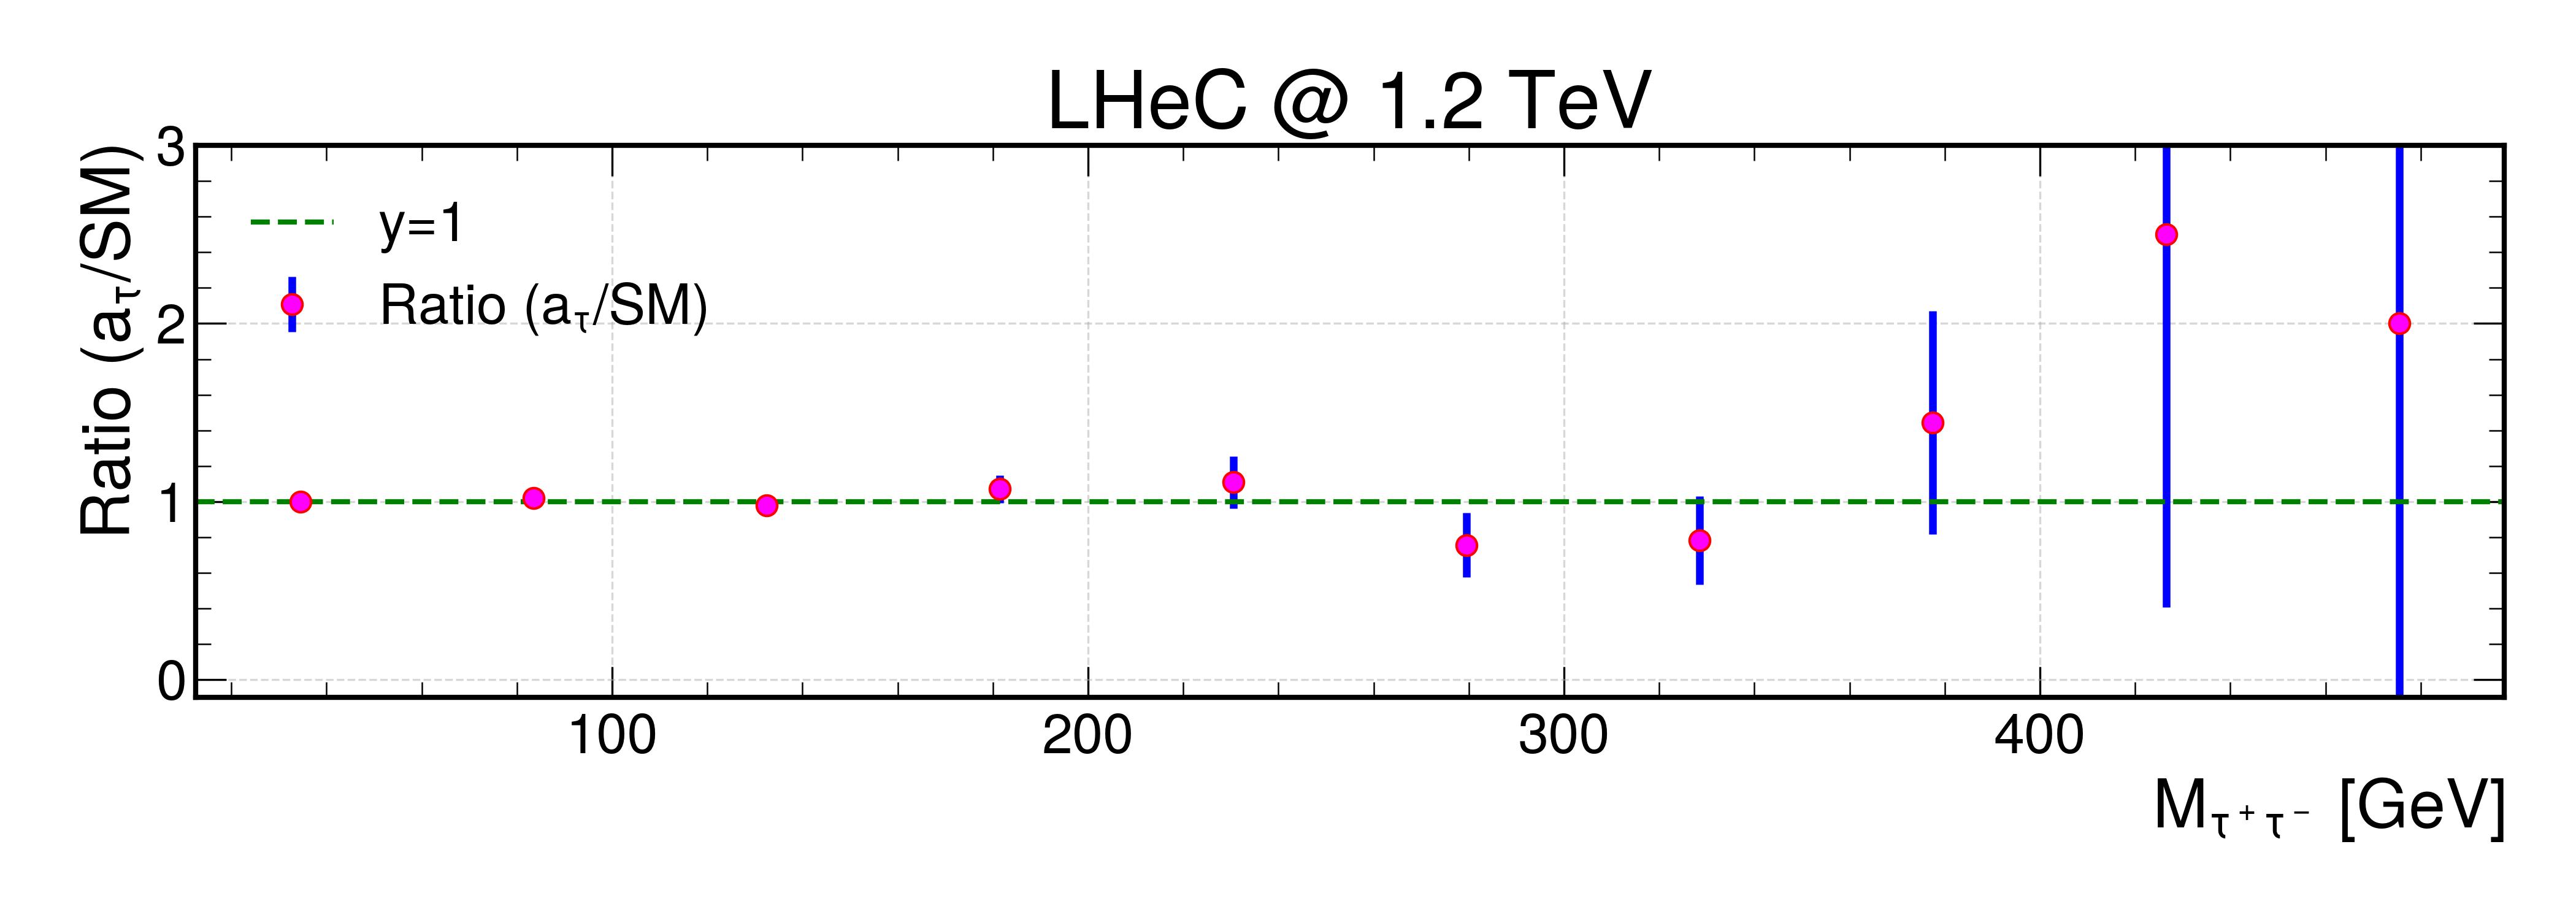 LHeC @ 1.2 TeV
Ratio (aτ/SM)
3
2
1
0
y=1
Ratio (aτ/SM)
100 200 300 400
Mτ⁺τ⁻ [GeV]